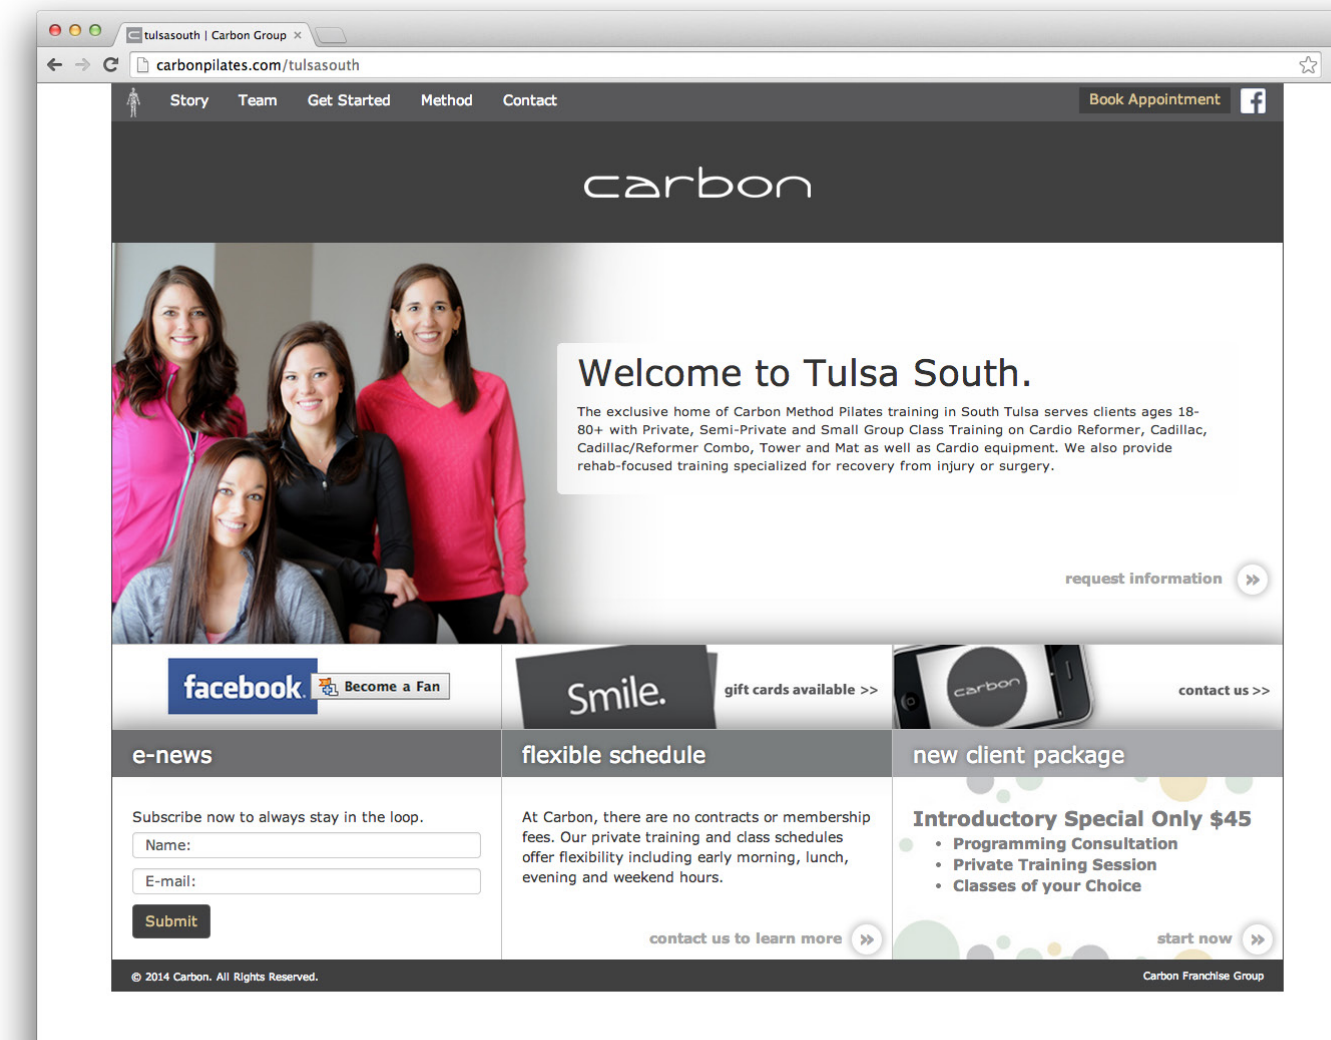 tulsasouth | Carbon Group ×
carbonpilates.com/tulsasouth
Story Team Get Started Method Contact Book Appointment f
carbon
Welcome to Tulsa South.
The exclusive home of Carbon Method Pilates training in South Tulsa serves clients ages 18-
80+ with Private, Semi-Private and Small Group Class Training on Cardio Reformer, Cadillac,
Cadillac/Reformer Combo, Tower and Mat as well as Cardio equipment. We also provide
rehab-focused training specialized for recovery from injury or surgery.
request information »
facebook. Become a Fan
Smile. gift cards available >>
carbon contact us >>
e-news
Subscribe now to always stay in the loop.
Name:
E-mail:
Submit
flexible schedule
At Carbon, there are no contracts or membership
fees. Our private training and class schedules
offer flexibility including early morning, lunch,
evening and weekend hours.
contact us to learn more »
new client package
Introductory Special Only $45
• Programming Consultation
• Private Training Session
• Classes of your Choice
start now »
© 2014 Carbon. All Rights Reserved.
Carbon Franchise Group